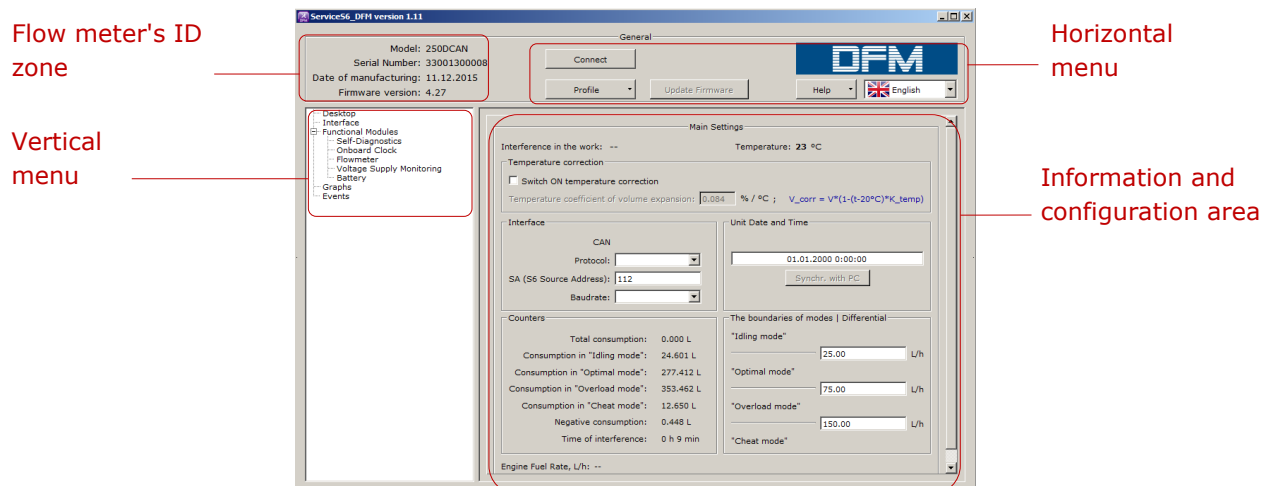 Flow meter's ID
zone
Vertical
menu
ServiceS6_DFM version 1.11
General
Model: 250DCAN
Serial Number: 33001300008
Date of manufacturing: 11.12.2015
Firmware version: 4.27
Connect
Profile
Update Firmware
DFM
Help
English
Desktop
Interface
Functional Modules
Self-Diagnostics
Onboard Clock
Flowmeter
Voltage Supply Monitoring
Battery
Graphs
Events
Main Settings
Interference in the work: --
Temperature: 23 ºC
Temperature correction
Switch ON temperature correction
Temperature coefficient of volume expansion: 0.084 % / ºC ; V_corr = V*(1-(t-20°C)*K_temp)
Interface
CAN
Protocol:
SA (S6 Source Address): 112
Baudrate:
Unit Date and Time
01.01.2000 0:00:00
Synchr. with PC
Counters
Total consumption: 0.000 L
Consumption in "Idling mode": 24.601 L
Consumption in "Optimal mode": 277.412 L
Consumption in "Overload mode": 353.462 L
Consumption in "Cheat mode": 12.650 L
Negative consumption: 0.448 L
Time of interference: 0 h 9 min
The boundaries of modes | Differential
"Idling mode"
25.00 L/h
"Optimal mode"
75.00 L/h
"Overload mode"
150.00 L/h
"Cheat mode"
Engine Fuel Rate, L/h: --
Horizontal
menu
Information and
configuration area